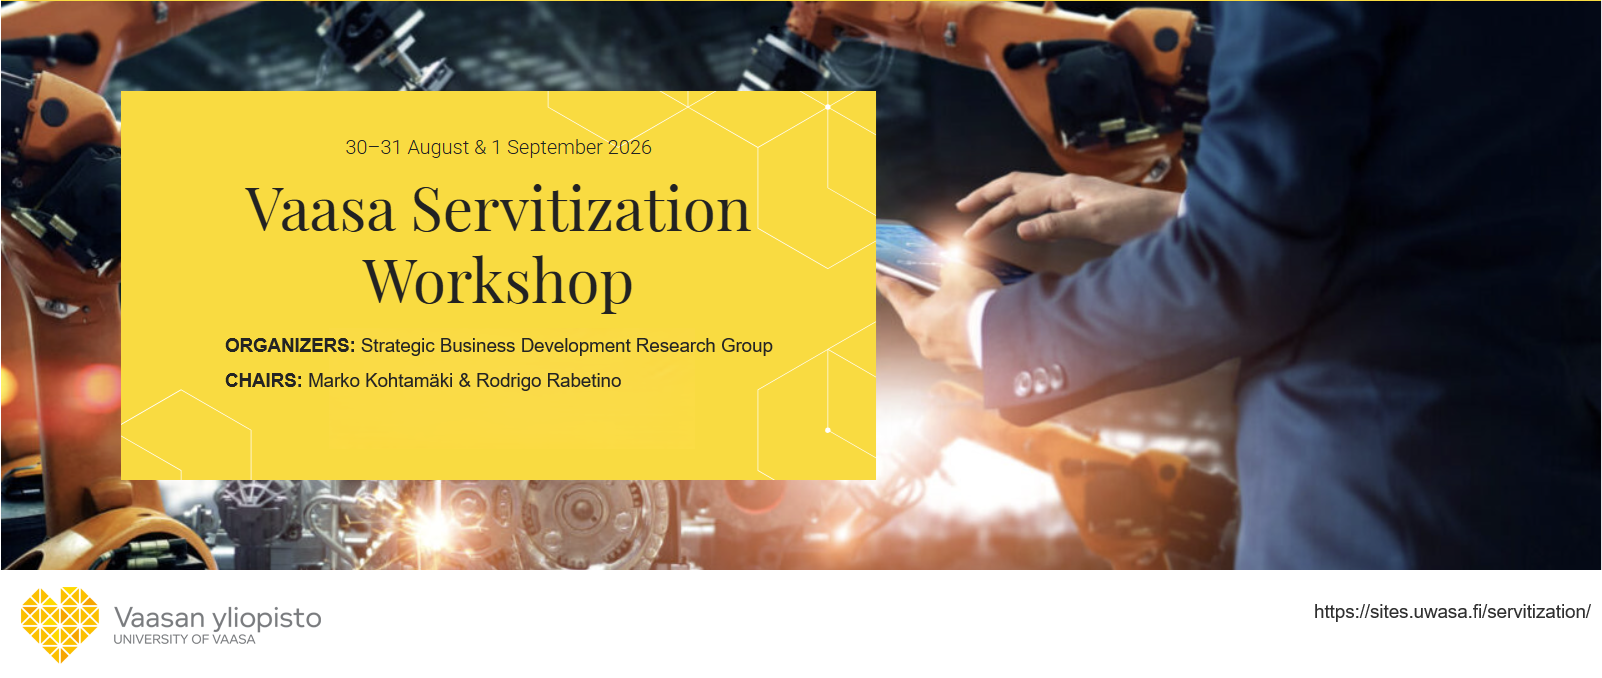 30–31 August & 1 September 2026
Vaasa Servitization
Workshop
ORGANIZERS: Strategic Business Development Research Group
CHAIRS: Marko Kohtamäki & Rodrigo Rabetino
Vaasan yliopisto
UNIVERSITY OF VAASA
https://sites.uwasa.fi/servitization/